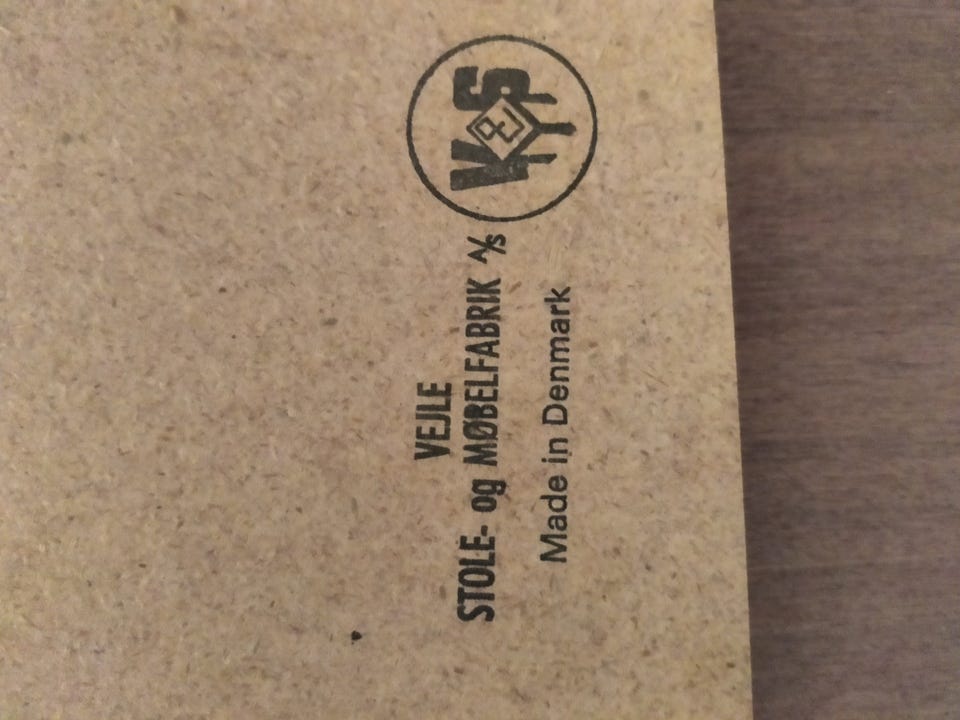 VEJLE
STOLE- og MØBELFABRIK A/S
Made in Denmark
K & S